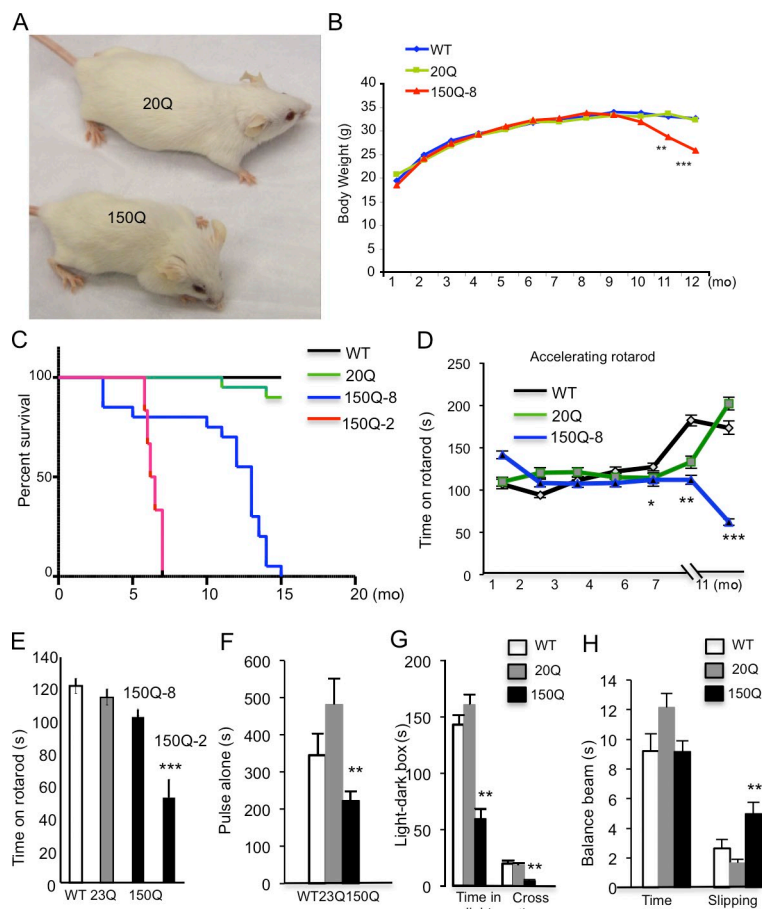 A
20Q
150Q
B
WT
20Q
150Q-8
Body Weight (g)
40
35
30
25
20
15
10
5
0
**
***
1 2 3 4 5 6 7 8 9 10 11 12 (mo)
C
WT
20Q
150Q-8
150Q-2
Percent survival
100
50
0
0 5 10 15 20 (mo)
D
Accelerating rotarod
WT
20Q
150Q-8
Time on rotarod (s)
250
200
150
100
50
0
*
**
***
1 2 3 4 6 7 11 (mo)
E
Time on rotarod (s)
140
120
100
80
60
40
20
0
150Q-8
150Q-2
***
WT 23Q 150Q
F
Pulse alone (s)
600
500
400
300
200
100
0
**
WT23Q150Q
G
WT
20Q
150Q
Light-dark box (s)
200
150
100
50
0
**
**
Time in Cross
H
WT
20Q
150Q
Balance beam (s)
14
12
10
8
6
4
2
0
**
Time Slipping